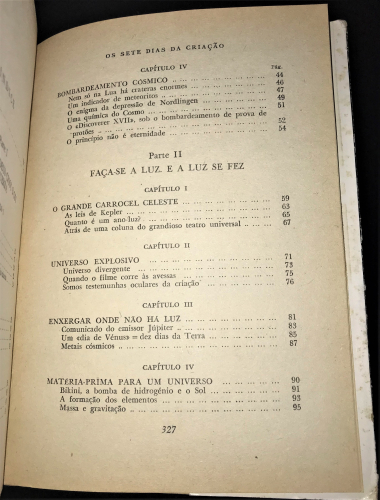 OS SETE DIAS DA CRIAÇÃO
CAPÍTULO IV
Pág.
BOMBARDEAMENTO CÓSMICO ... 44
Nem só na Lua há crateras enormes ... 46
Um indicador de meteoritos ... 47
O enigma da depressão de Nordlingen ... 49
Uma química do Cosmo ... 51
O «Discoverer XVII», sob o bombardeamento de prova de
protões ... 52
O princípio não é eternidade ... 54
Parte II
FAÇA-SE A LUZ. E A LUZ SE FEZ
CAPÍTULO I
O GRANDE CARROCEL CELESTE ... 59
As leis de Kepler ... 63
Quanto é um ano-luz? ... 65
Atrás de uma coluna do grandioso teatro universal ... 67
CAPÍTULO II
UNIVERSO EXPLOSIVO ... 71
Universo divergente ... 73
Quando o filme corre às avessas ... 75
Somos testemunhas oculares da criação ... 76
CAPÍTULO III
ENXERGAR ONDE NÃO HÁ LUZ ... 81
Comunicado do emissor Júpiter ... 83
Um «dia de Vénus» = dez dias da Terra ... 85
Metais cósmicos ... 87
CAPÍTULO IV
MATÉRIA-PRIMA PARA UM UNIVERSO ... 90
Bikini, a bomba de hidrogénio e o Sol ... 91
A formação dos elementos ... 93
Massa e gravitação ... 95
327